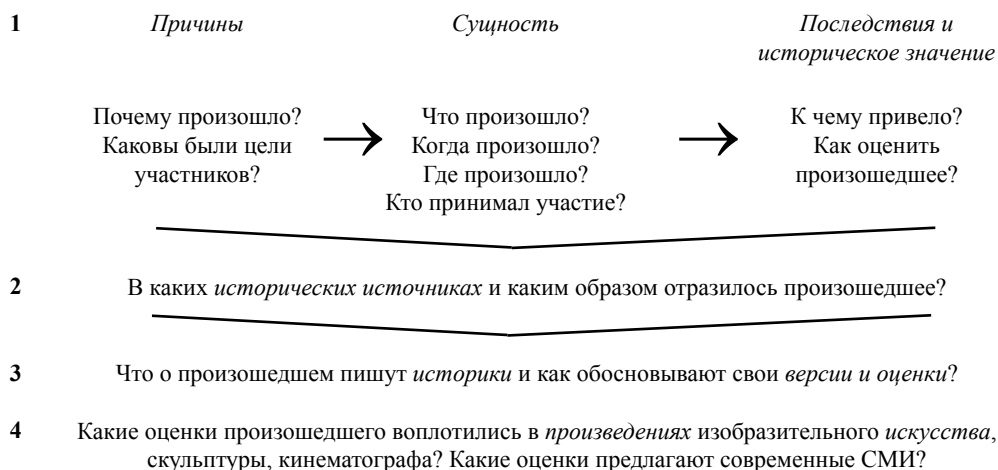 1 Причины Сущность Последствия и
историческое значение
Почему произошло? Что произошло? К чему привело?
Каковы были цели Когда произошло? Как оценить
участников? Где произошло? произошедшее?
Кто принимал участие?
2 В каких исторических источниках и каким образом отразилось произошедшее?
3 Что о произошедшем пишут историки и как обосновывают свои версии и оценки?
4 Какие оценки произошедшего воплотились в произведениях изобразительного искусства,
скульптуры, кинематографа? Какие оценки предлагают современные СМИ?